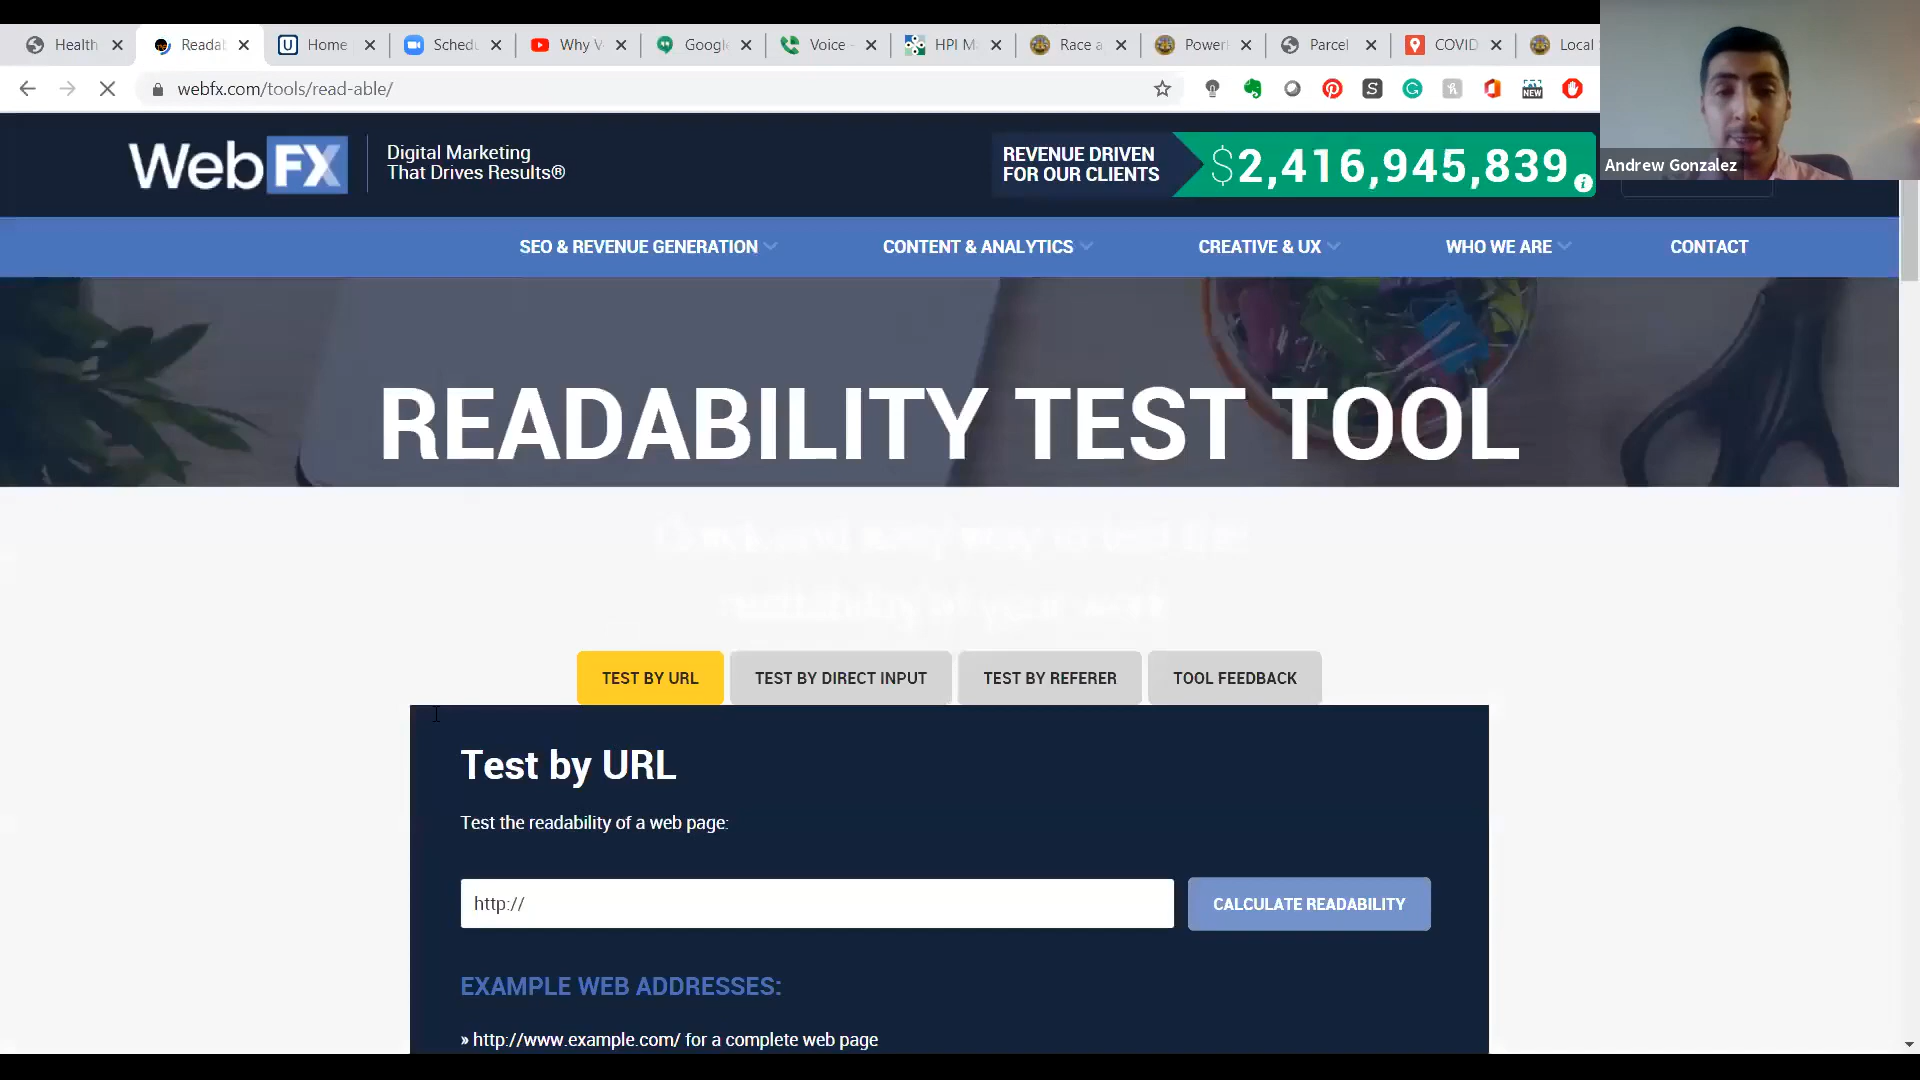 Health
Readab
Home
Schedu
Why V
Google
Voice -
HPI M
Race a
Power
Parcel
COVID
Local
webfx.com/tools/read-able/
NEW
WebFX
Digital Marketing
That Drives Results®
REVENUE DRIVEN
FOR OUR CLIENTS
$2,416,945,839
Andrew Gonzalez
SEO & REVENUE GENERATION
CONTENT & ANALYTICS
CREATIVE & UX
WHO WE ARE
CONTACT
READABILITY TEST TOOL
TEST BY URL
TEST BY DIRECT INPUT
TEST BY REFERER
TOOL FEEDBACK
Test by URL
Test the readability of a web page:
http://
CALCULATE READABILITY
EXAMPLE WEB ADDRESSES:
» http://www.example.com/ for a complete web page